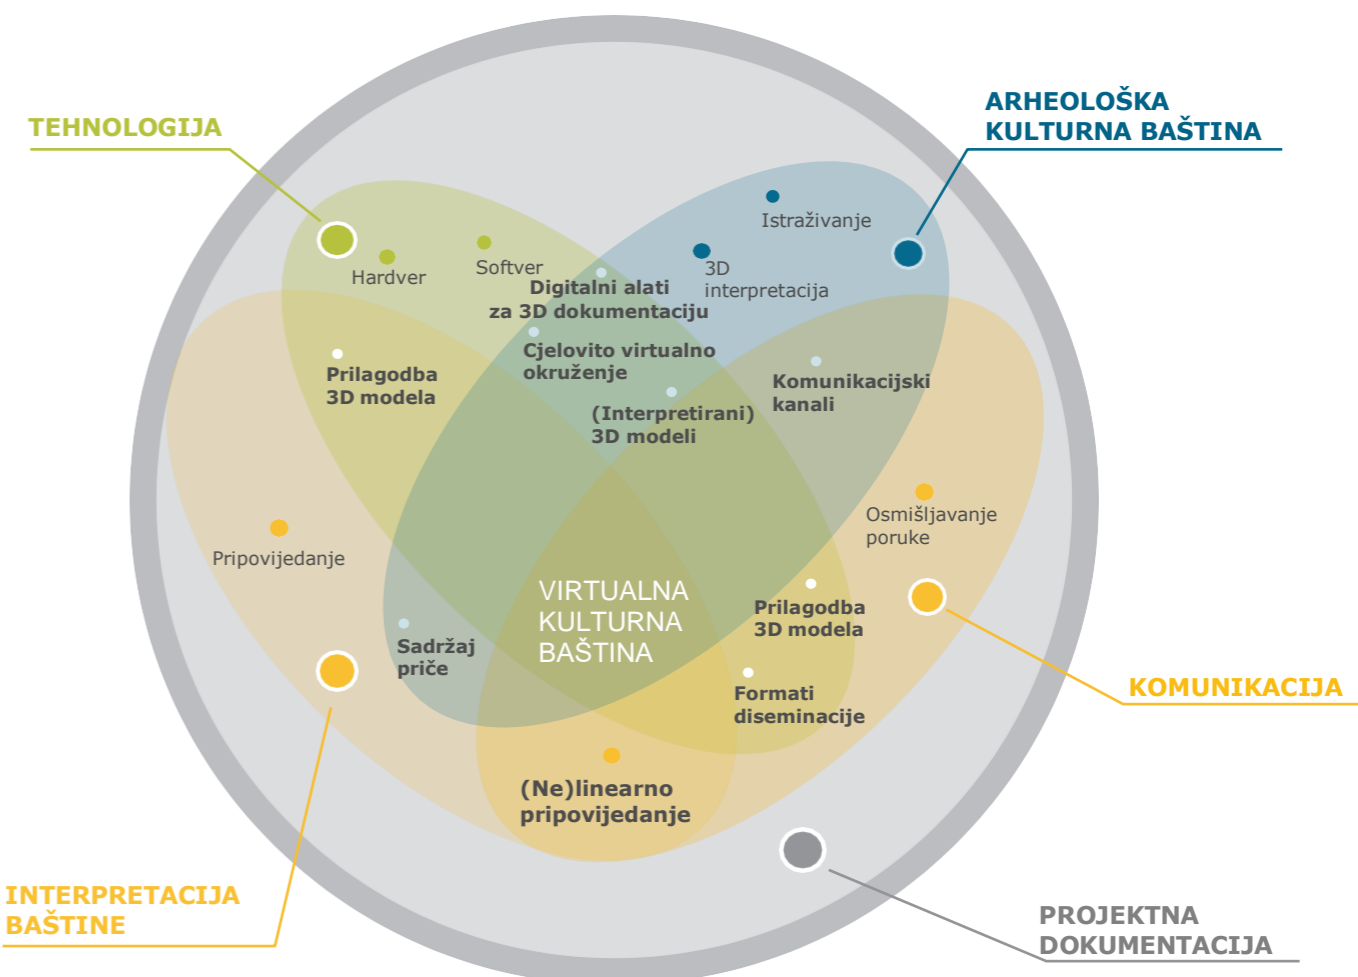 TEHNOLOGIJA
ARHEOLOŠKA
KULTURNA BAŠTINA
Istraživanje
Hardver
Softver
3D
interpretacija
Digitalni alati
za 3D dokumentaciju
Cjelovito virtualno
okruženje
Prilagodba
3D modela
(Interpretirani)
3D modeli
Komunikacijski
kanali
Osmišljavanje
poruke
Pripovijedanje
VIRTUALNA
KULTURNA
BAŠTINA
Prilagodba
3D modela
Sadržaj
priče
Formati
diseminacije
KOMUNIKACIJA
(Ne)linearno
pripovijedanje
INTERPRETACIJA
BAŠTINE
PROJEKTNA
DOKUMENTACIJA